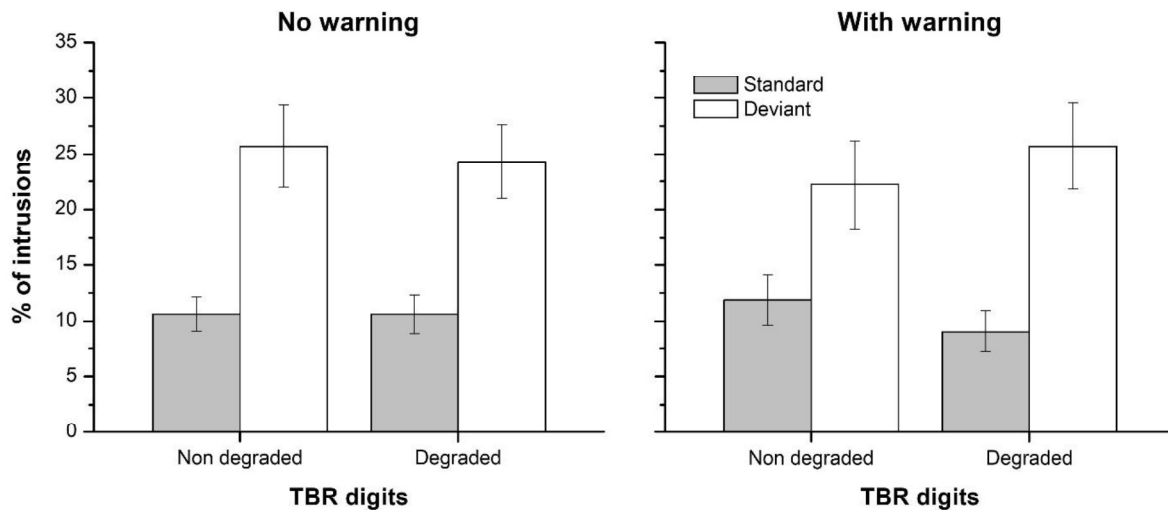 No warning
With warning
% of intrusions
35
30
25
20
15
10
5
0
Standard
Deviant
Non degraded
Degraded
Non degraded
Degraded
TBR digits
TBR digits